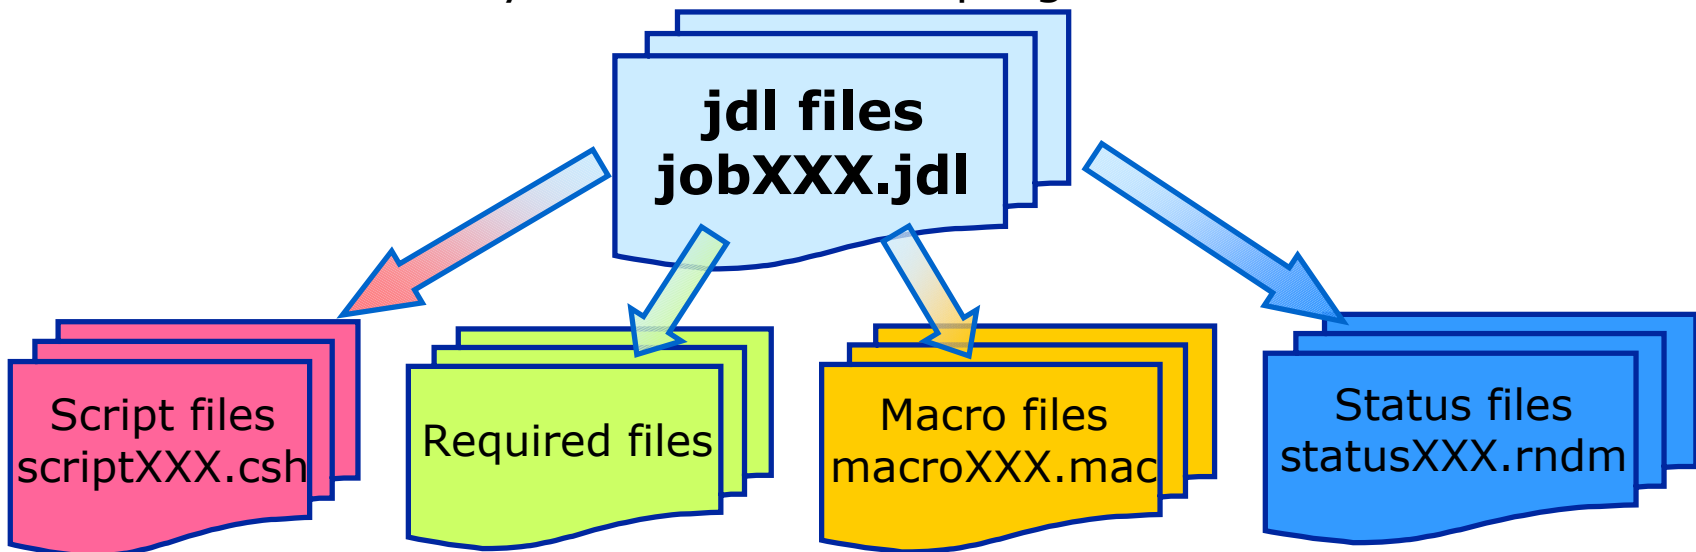 jdl files
jobXXX.jdl
Script files
scriptXXX.csh
Required files
Macro files
macroXXX.mac
Status files
statusXXX.rndm